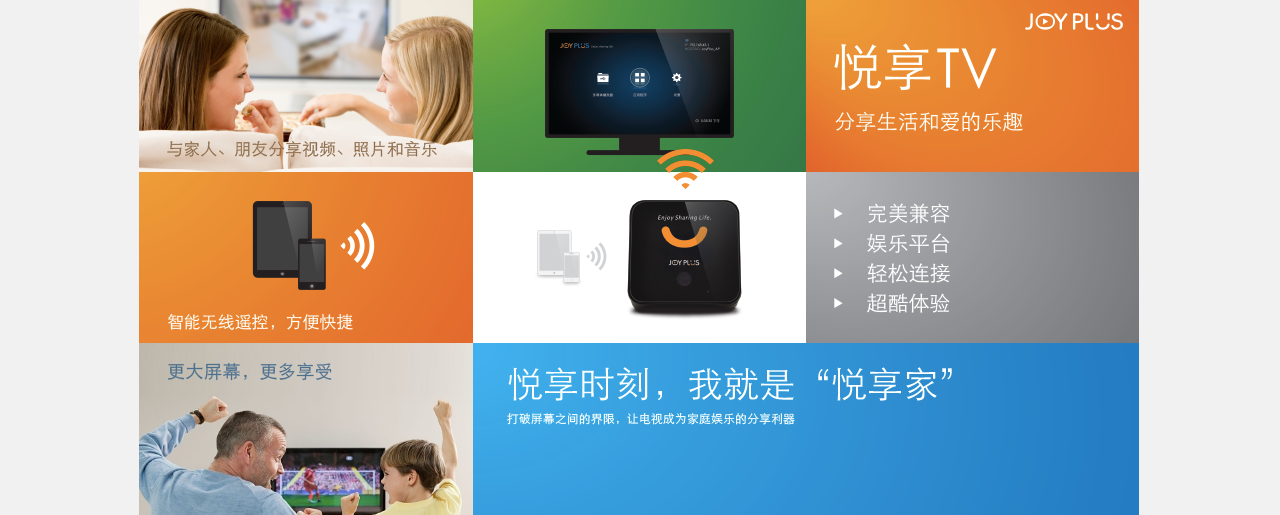 JOY PLUS
悦享TV
分享生活和爱的乐趣
与家人、朋友分享视频、照片和音乐
JOY PLUS
智能无线遥控，方便快捷
Enjoy Sharing Life.
JOY PLUS
完美兼容
娱乐平台
轻松连接
超酷体验
更大屏幕，更多享受
悦享时刻，我就是“悦享家”
打破屏幕之间的界限，让电视成为家庭娱乐的分享利器